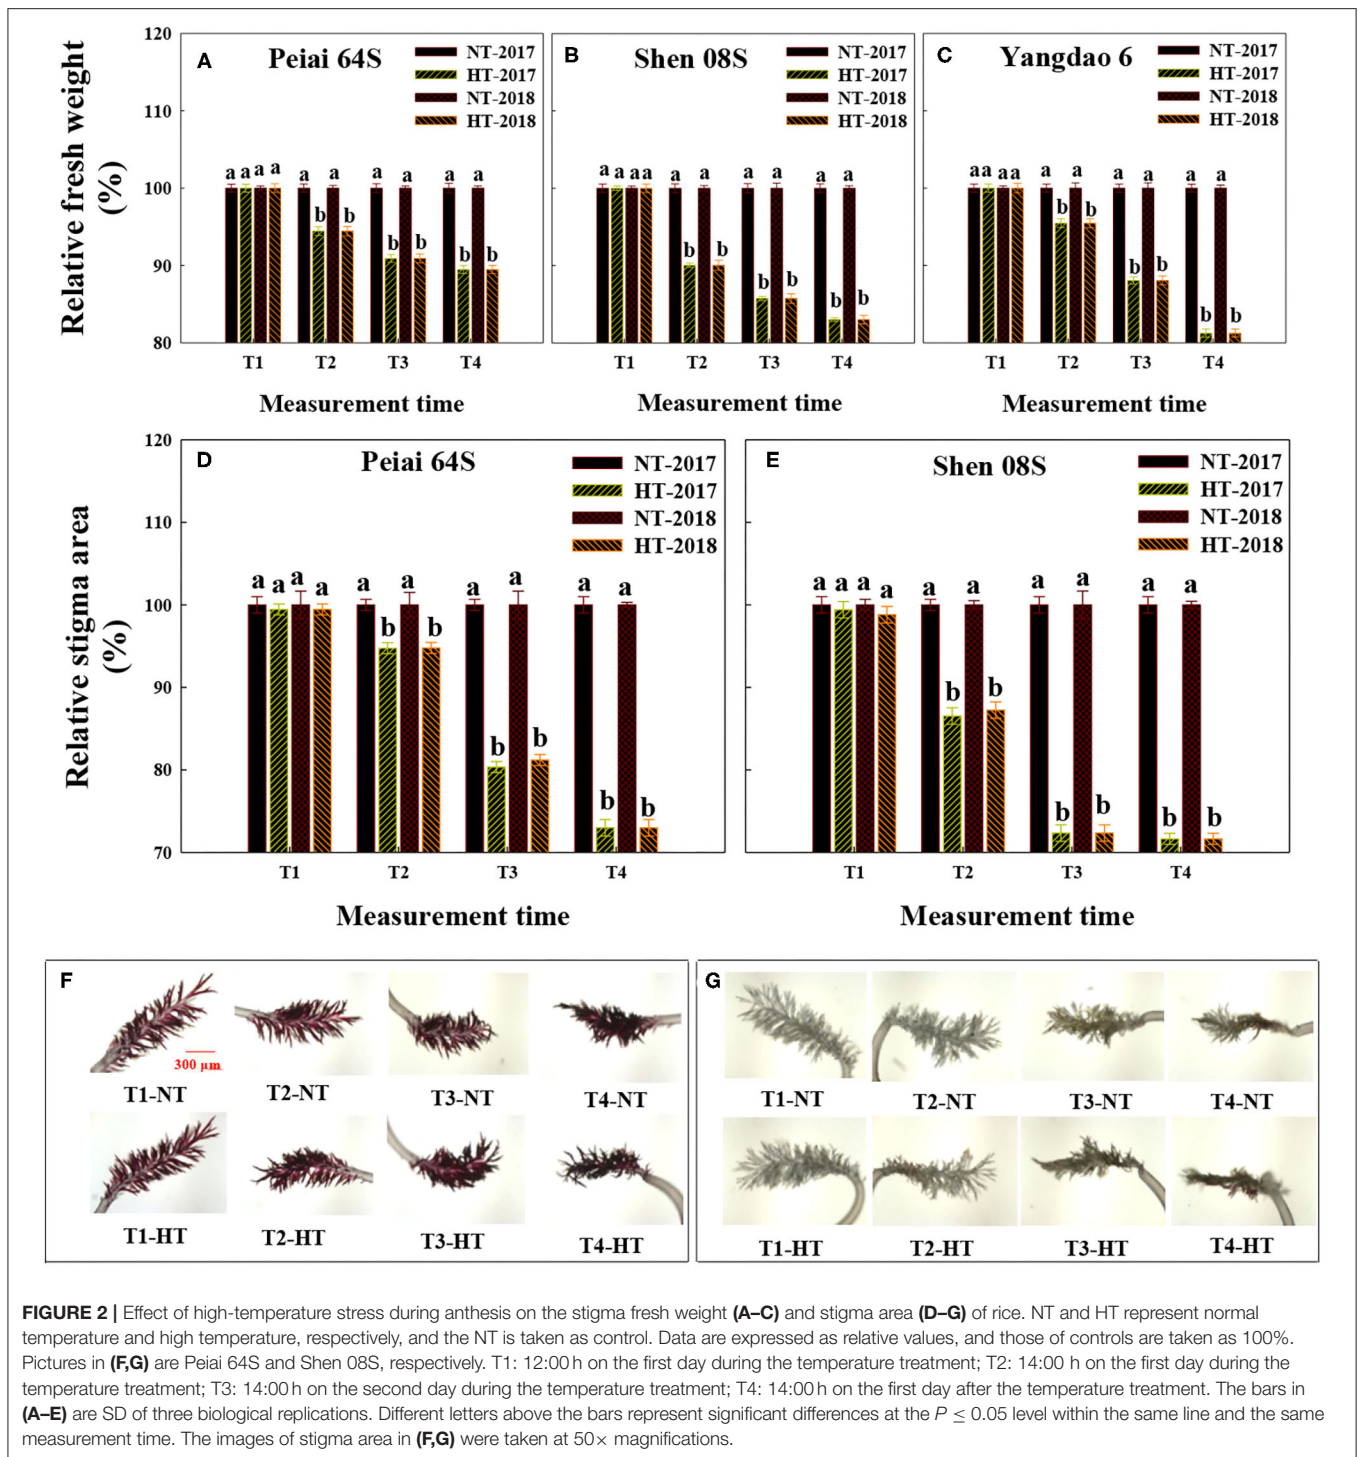 120
110
100
90
80
Relative fresh weight
(%)
A Peiai 64S
NT-2017
HT-2017
NT-2018
HT-2018
a a a a a a a a a a
b b b b b b
T1 T2 T3 T4
Measurement time
B Shen 08S
NT-2017
HT-2017
NT-2018
HT-2018
a a a a a a a a a a
b b b b b b
T1 T2 T3 T4
Measurement time
C Yangdao 6
NT-2017
HT-2017
NT-2018
HT-2018
a a a a a a a a a a
b b b b b b
T1 T2 T3 T4
Measurement time
120
110
100
90
80
70
Relative stigma area
(%)
D Peiai 64S
NT-2017
HT-2017
NT-2018
HT-2018
a a a a a a a a a a
b b b b b b
T1 T2 T3 T4
Measurement time
E Shen 08S
NT-2017
HT-2017
NT-2018
HT-2018
a a a a a a a a a a
b b b b b b
T1 T2 T3 T4
Measurement time
F
300 μm
T1-NT T2-NT T3-NT T4-NT
T1-HT T2-HT T3-HT T4-HT
G
T1-NT T2-NT T3-NT T4-NT
T1-HT T2-HT T3-HT T4-HT
FIGURE 2 | Effect of high-temperature stress during anthesis on the stigma fresh weight (A–C) and stigma area (D–G) of rice. NT and HT represent normal
temperature and high temperature, respectively, and the NT is taken as control. Data are expressed as relative values, and those of controls are taken as 100%.
Pictures in (F,G) are Peiai 64S and Shen 08S, respectively. T1: 12:00 h on the first day during the temperature treatment; T2: 14:00 h on the first day during the
temperature treatment; T3: 14:00 h on the second day during the temperature treatment; T4: 14:00 h on the first day after the temperature treatment. The bars in
(A–E) are SD of three biological replications. Different letters above the bars represent significant differences at the P ≤ 0.05 level within the same line and the same
measurement time. The images of stigma area in (F,G) were taken at 50× magnifications.